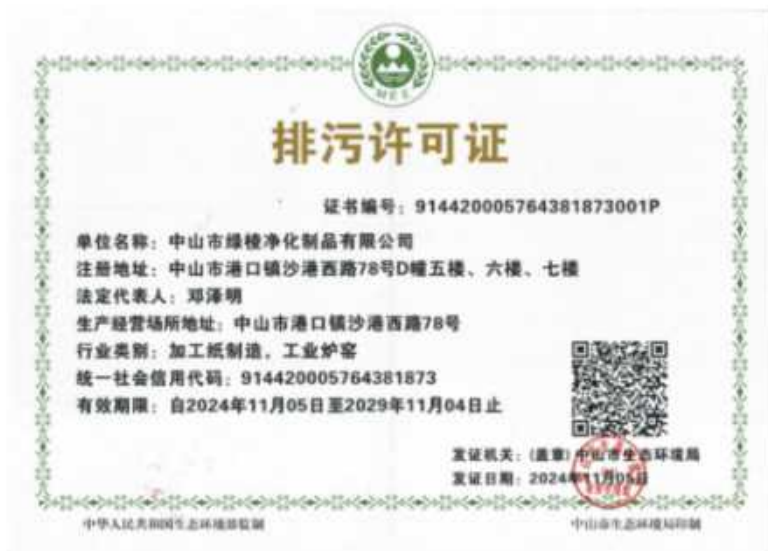 MEE
排污许可证
证书编号：914420005764381873001P
单位名称：中山市绿棱净化制品有限公司
注册地址：中山市港口镇沙港西路78号D幢五楼、六楼、七楼
法定代表人：邓泽明
生产经营场所地址：中山市港口镇沙港西路78号
行业类别：加工纸制造，工业炉窑
统一社会信用代码：914420005764381873
有效期限：自2024年11月05日至2029年11月04日止
发证机关：（盖章）中山市生态环境局
发证日期：2024年11月05日
中华人民共和国生态环境部监制
中山市生态环境局印制